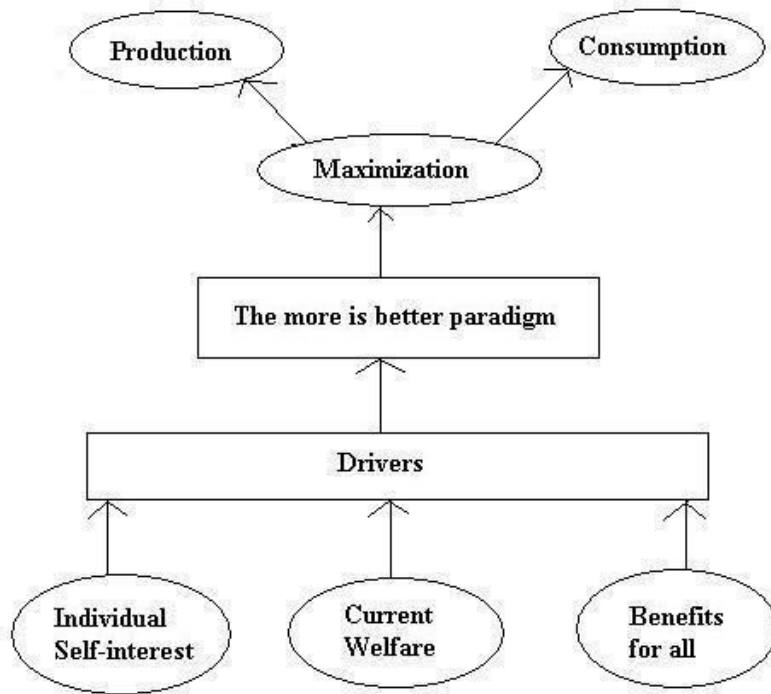 Production
Consumption
Maximization
The more is better paradigm
Drivers
Individual
Self-interest
Current
Welfare
Benefits
for all